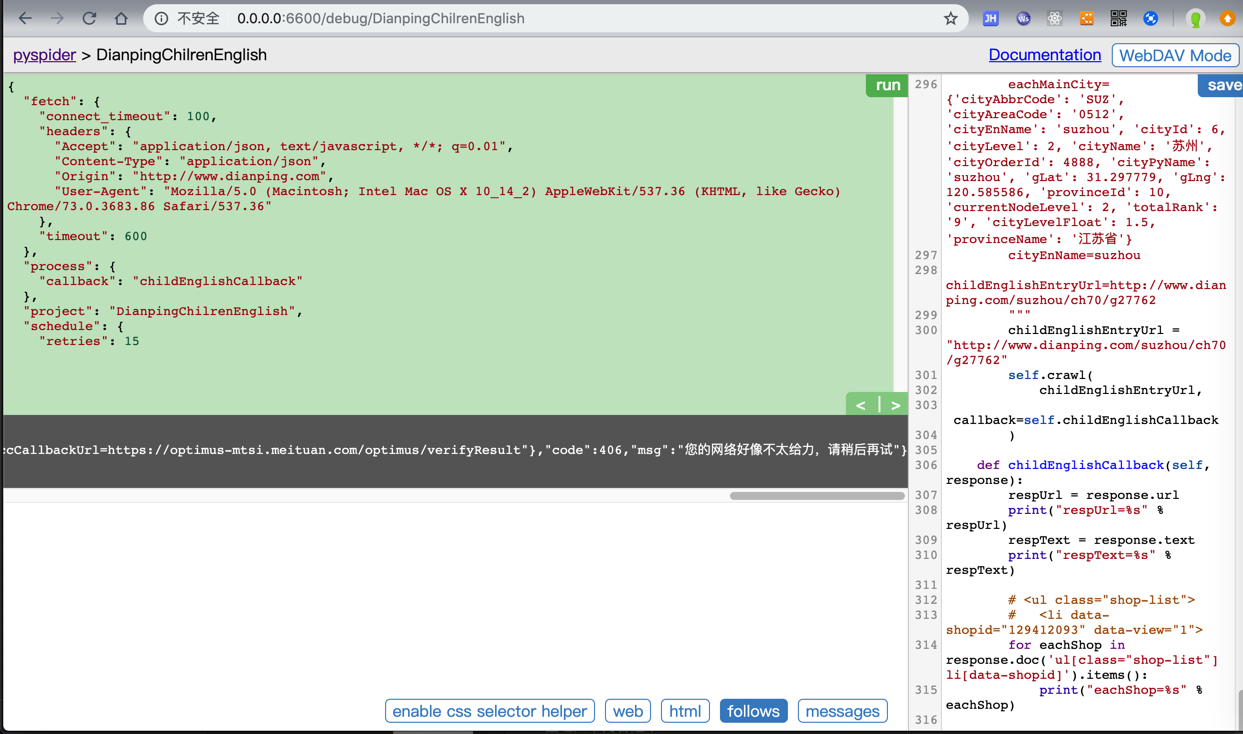 不安全 0.0.0.0:6600/debug/DianpingChilrenEnglish
pyspider > DianpingChilrenEnglish
Documentation
WebDAV Mode
run
{
"fetch": {
"connect_timeout": 100,
"headers": {
"Accept": "application/json, text/javascript, */*; q=0.01",
"Content-Type": "application/json",
"Origin": "http://www.dianping.com",
"User-Agent": "Mozilla/5.0 (Macintosh; Intel Mac OS X 10_14_2) AppleWebKit/537.36 (KHTML, like Gecko)
Chrome/73.0.3683.86 Safari/537.36"
},
"timeout": 600
},
"process": {
"callback": "childEnglishCallback"
},
"project": "DianpingChilrenEnglish",
"schedule": {
"retries": 15
< | >
ccCallbackUrl=https://optimus-mtsi.meituan.com/optimus/verifyResult"},"code":406,"msg":"您的网络好像不太给力，请稍后再试"}
enable css selector helper
web
html
follows
messages
save
296 eachMainCity=
{'cityAbbrCode': 'SUZ',
'cityAreaCode': '0512',
'cityEnName': 'suzhou', 'cityId': 6,
'cityLevel': 2, 'cityName': '苏州',
'cityOrderId': 4888, 'cityPyName':
'suzhou', 'gLat': 31.297779, 'gLng':
120.585586, 'provinceId': 10,
'currentNodeLevel': 2, 'totalRank':
'9', 'cityLevelFloat': 1.5,
'provinceName': '江苏省'}
297 cityEnName=suzhou
298
childEnglishEntryUrl=http://www.dian
ping.com/suzhou/ch70/g27762
299 """
300 childEnglishEntryUrl =
"http://www.dianping.com/suzhou/ch70
/g27762"
301 self.crawl(
302 childEnglishEntryUrl,
303
callback=self.childEnglishCallback
304 )
305
306 def childEnglishCallback(self,
response):
307 respUrl = response.url
308 print("respUrl=%s" %
respUrl)
309 respText = response.text
310 print("respText=%s" %
respText)
311
312 # <ul class="shop-list">
313 # <li data-
shopid="129412093" data-view="1">
314 for eachShop in
response.doc('ul[class="shop-list"]
li[data-shopid]').items():
315 print("eachShop=%s" %
eachShop)
316